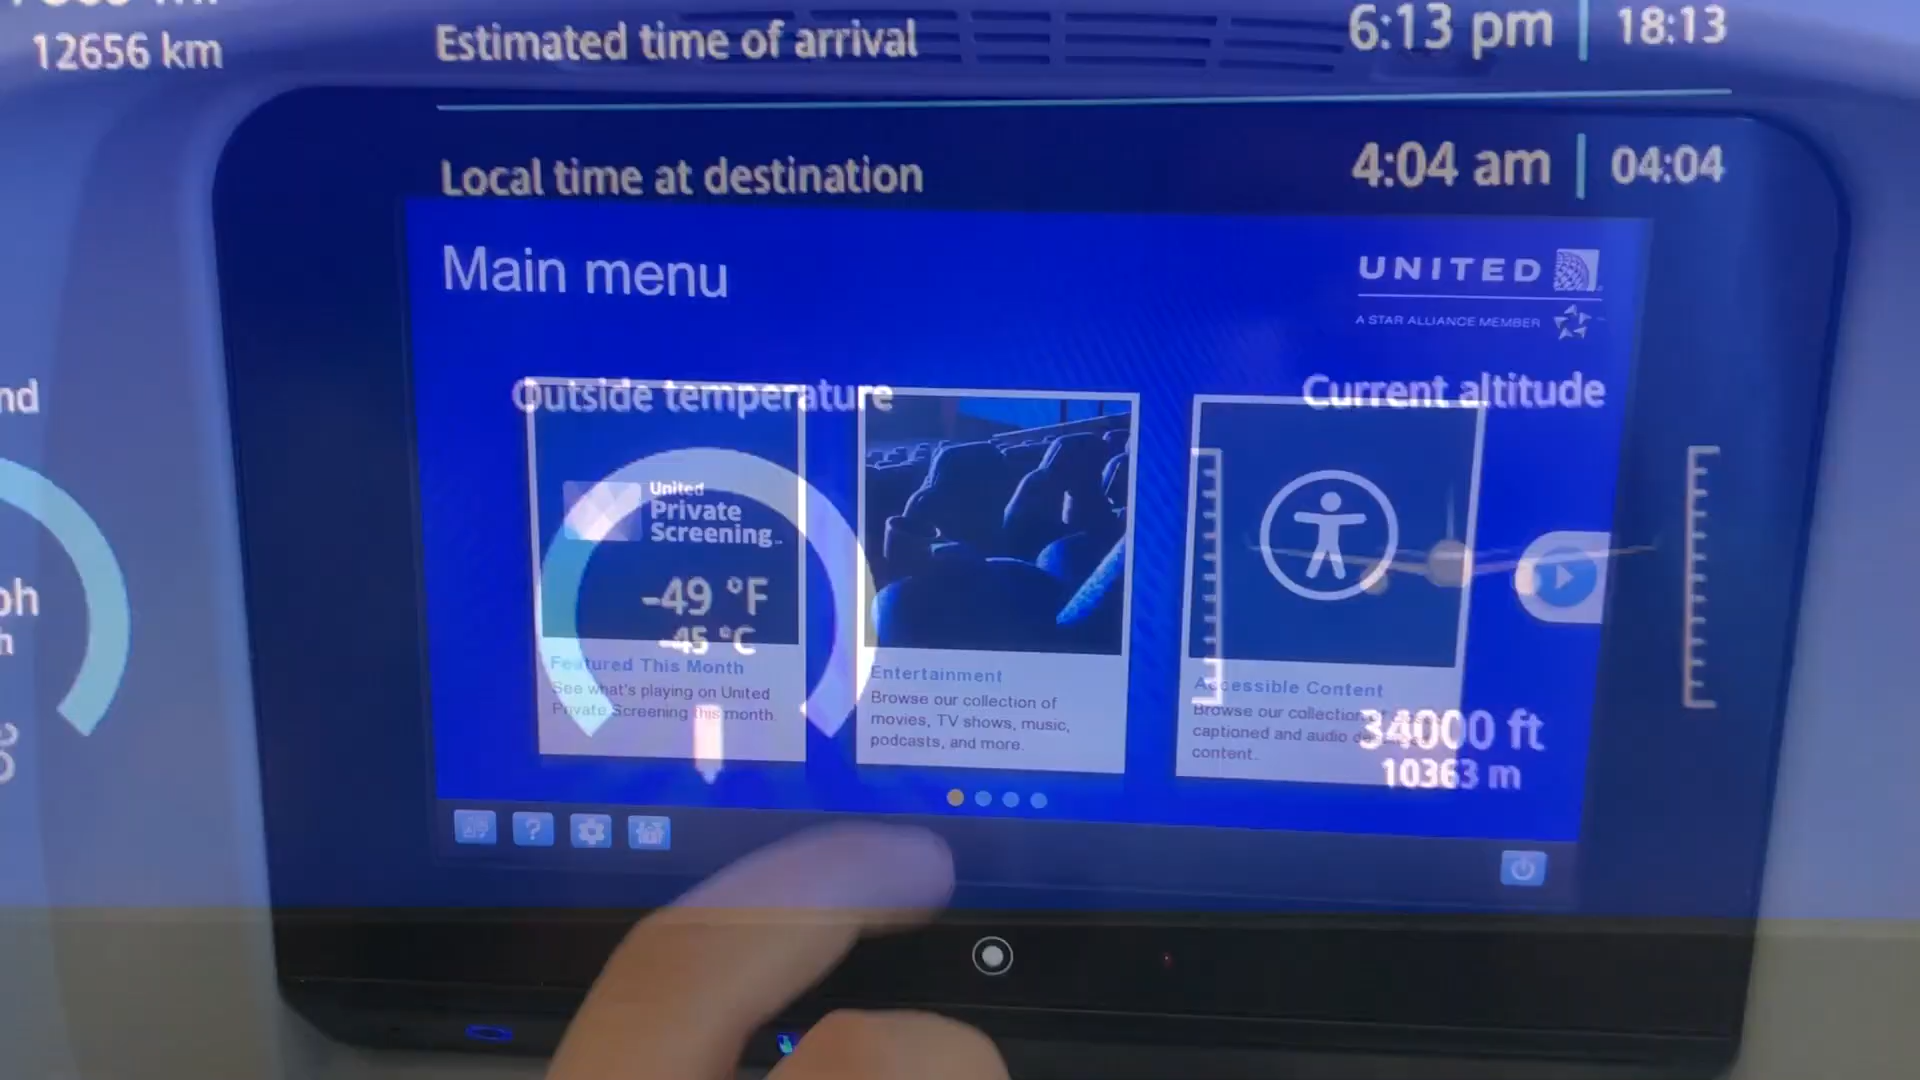 12656 km
Estimated time of arrival
6:13 pm
18:13
Local time at destination
4:04 am
04:04
Main menu
UNITED
A STAR ALLIANCE MEMBER
nd
Outside temperature
Current altitude
United
Private
Screening
-49 °F
-45 °C
ph
h
Featured This Month
See what's playing on United
Private Screening this month.
Entertainment
Browse our collection of
movies, TV shows, music,
podcasts, and more.
Accessible Content
Browse our collection of
captioned and audio
content.
34000 ft
10363 m
?